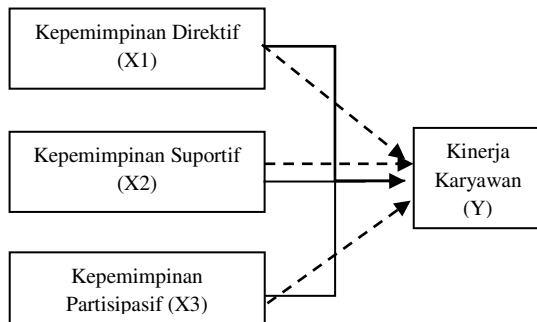 Kepemimpinan Direktif
(X1)
Kepemimpinan Suportif
(X2)
Kinerja
Karyawan
(Y)
Kepemimpinan
Partisipasif (X3)